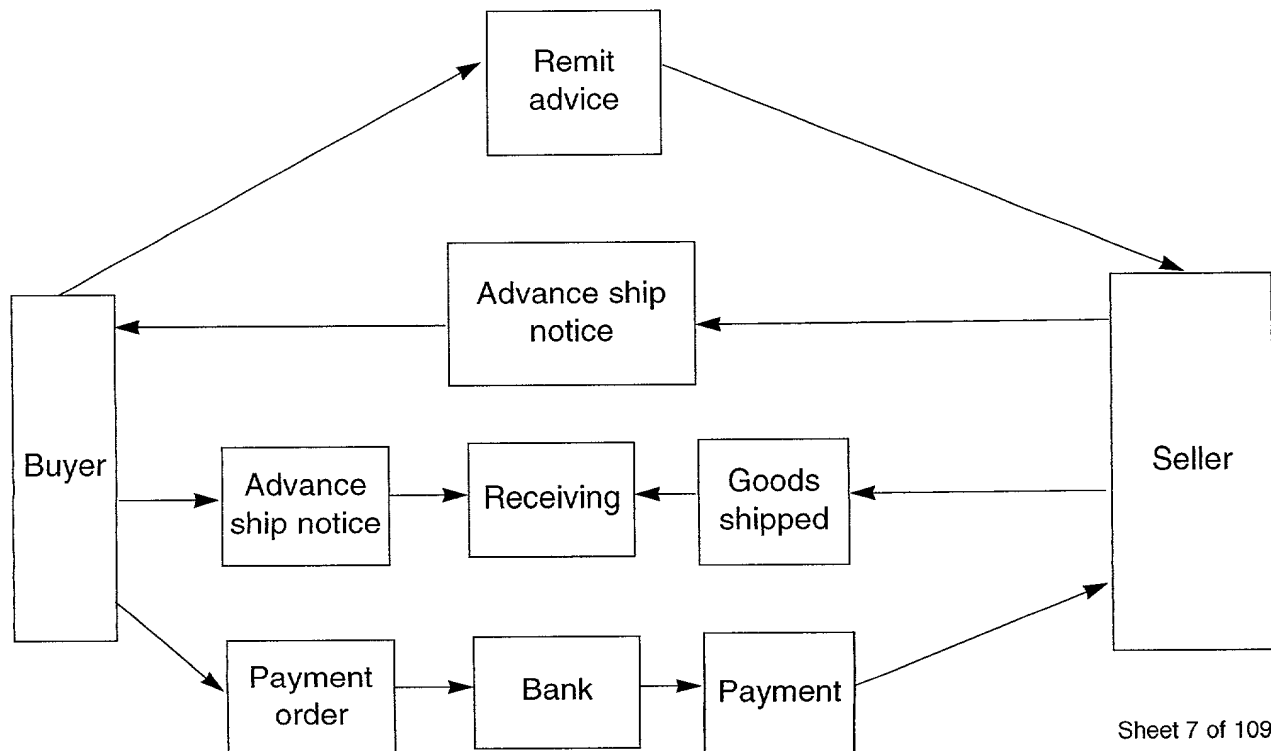 Remit
advice
Advance ship
notice
Buyer
Seller
Advance
ship notice
Receiving
Goods
shipped
Payment
order
Bank
Payment
Sheet 7 of 109